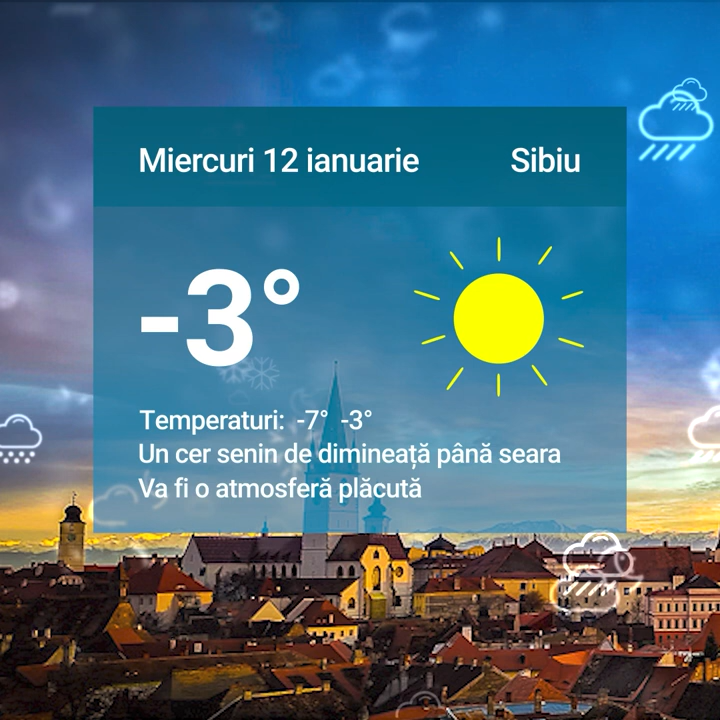 Miercuri 12 ianuarie Sibiu
-3°
Temperaturi: -7° -3°
Un cer senin de dimineață până seara
Va fi o atmosferă plăcută